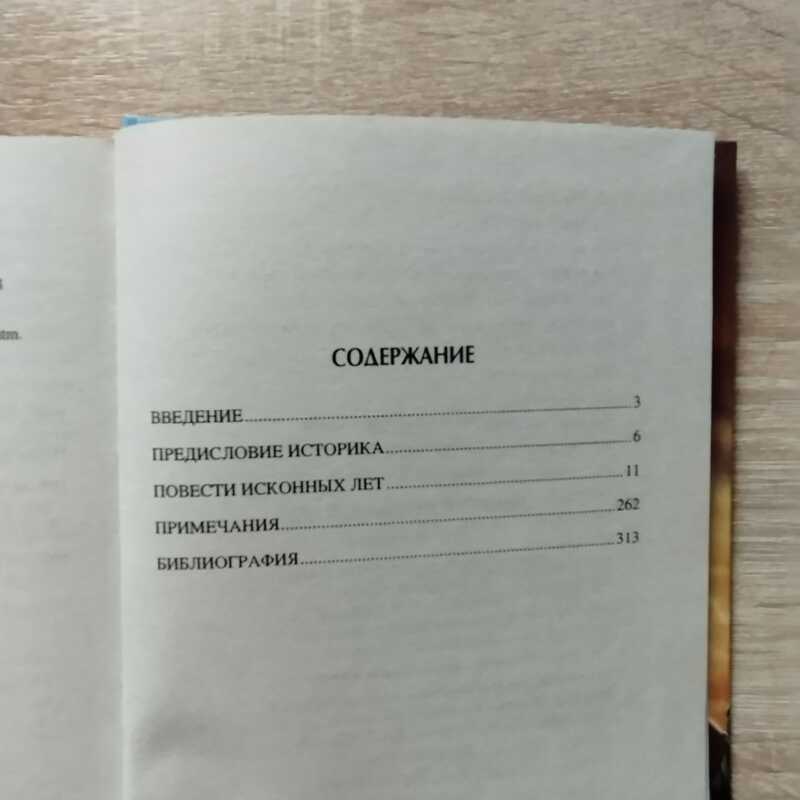 СОДЕРЖАНИЕ
ВВЕДЕНИЕ 3
ПРЕДИСЛОВИЕ ИСТОРИКА 6
ПОВЕСТИ ИСКОННЫХ ЛЕТ 11
ПРИМЕЧАНИЯ 262
БИБЛИОГРАФИЯ 313